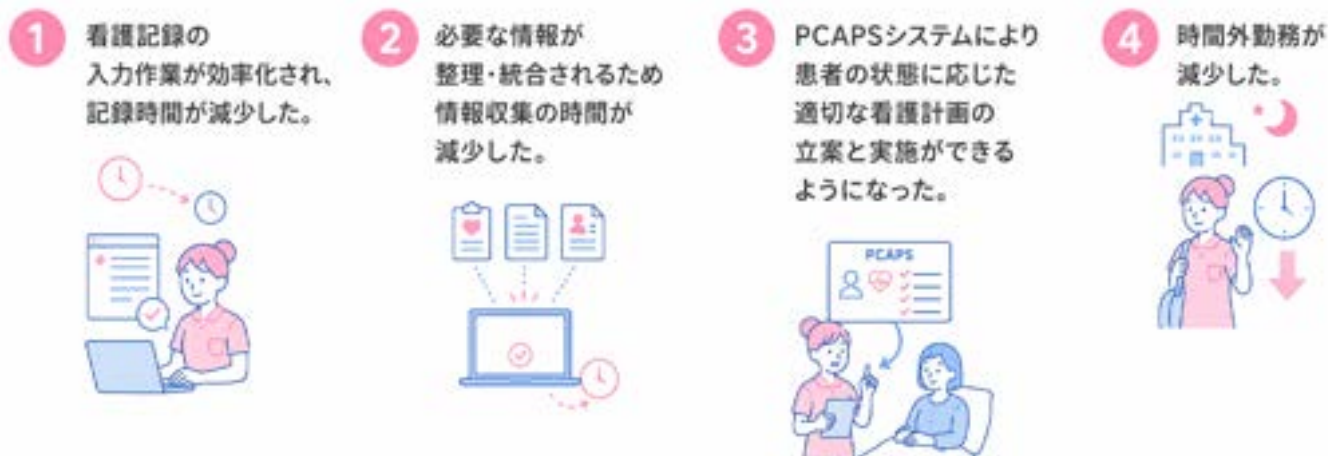 1
看護記録の
入力作業が効率化され、
記録時間が減少した。
2
必要な情報が
整理・統合されるため
情報収集の時間が
減少した。
3
PCAPSシステムにより
患者の状態に応じた
適切な看護計画の
立案と実施ができる
ようになった。
PCAPS
4
時間外勤務が
減少した。